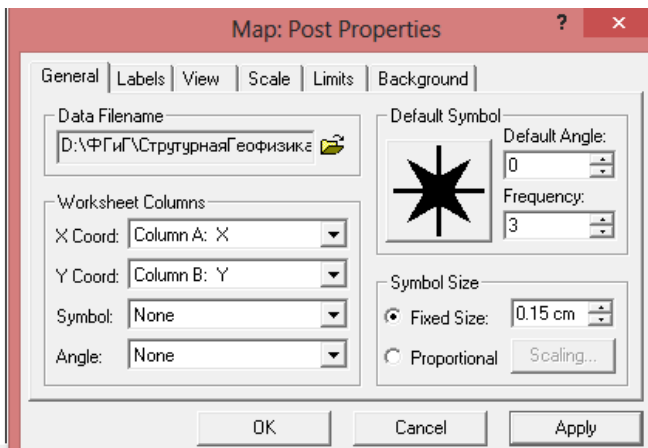 Map: Post Properties
?
×
General Labels View Scale Limits Background
Data Filename
D:\ФГиГ\СтрутурнаяГеофизика
Worksheet Columns
X Coord: Column A: X
Y Coord: Column B: Y
Symbol: None
Angle: None
Default Symbol
Default Angle:
0
Frequency:
3
Symbol Size
Fixed Size: 0.15 cm
Proportional Scaling...
OK Cancel Apply